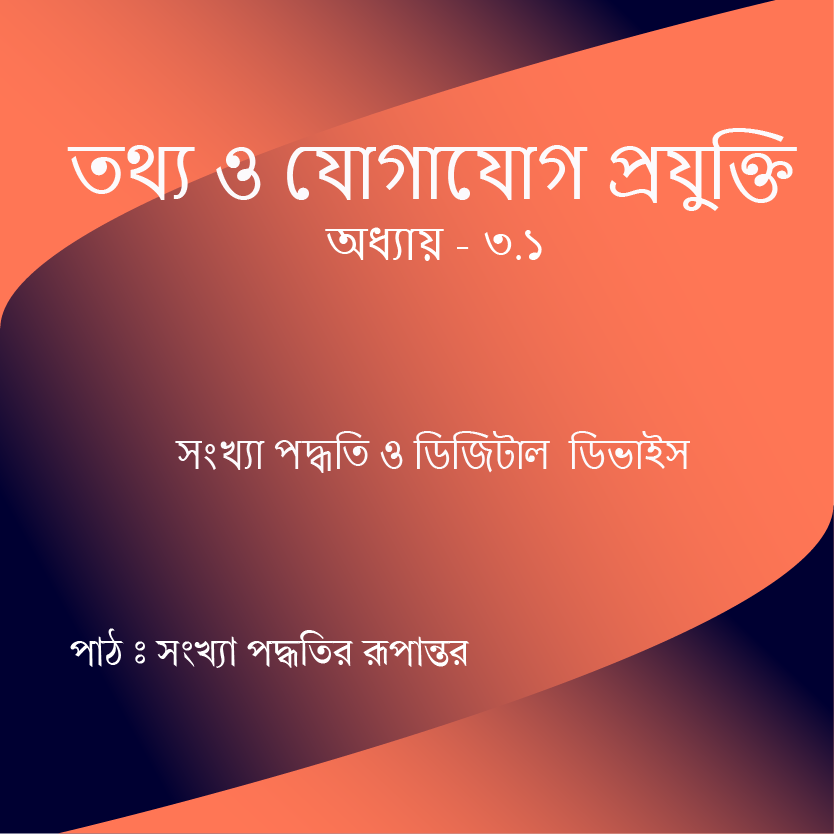 তথ্য ও যোগাযোগ প্রযুক্তি
অধ্যায় - ৩.১
সংখ্যা পদ্ধতি ও ডিজিটাল ডিভাইস
পাঠ ঃ সংখ্যা পদ্ধতির রূপান্তর